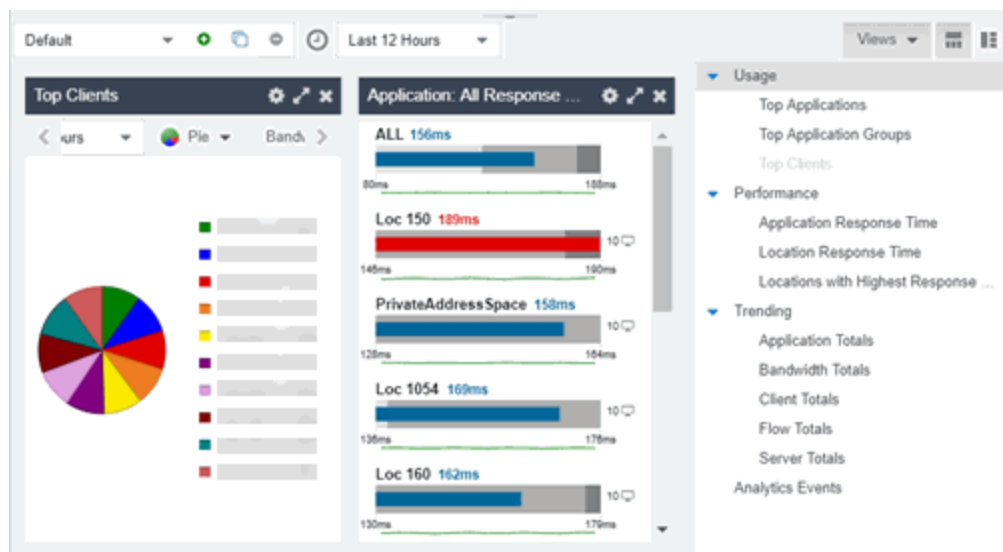 Default
Last 12 Hours
Views
Top Clients
Application: All Response ...
urs
Pie
Band
ALL 156ms
80ms
188ms
Loc 150 189ms
10
146ms
190ms
PrivateAddressSpace 158ms
10
128ms
164ms
Loc 1054 169ms
10
136ms
176ms
Loc 160 162ms
10
130ms
179ms
Usage
Top Applications
Top Application Groups
Top Clients
Performance
Application Response Time
Location Response Time
Locations with Highest Response ...
Trending
Application Totals
Bandwidth Totals
Client Totals
Flow Totals
Server Totals
Analytics Events